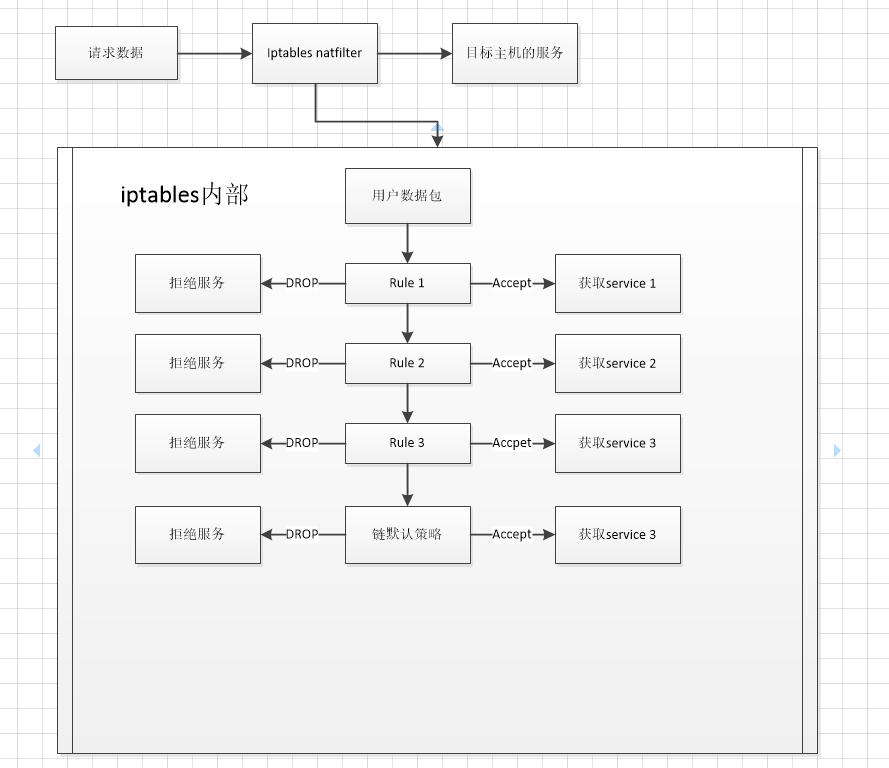 请求数据
Iptables natfilter
目标主机的服务
iptables内部
用户数据包
拒绝服务
DROP
Rule 1
Accept
获取service 1
拒绝服务
DROP
Rule 2
Accept
获取service 2
拒绝服务
DROP
Rule 3
Accpet
获取service 3
拒绝服务
DROP
链默认策略
Accept
获取service 3